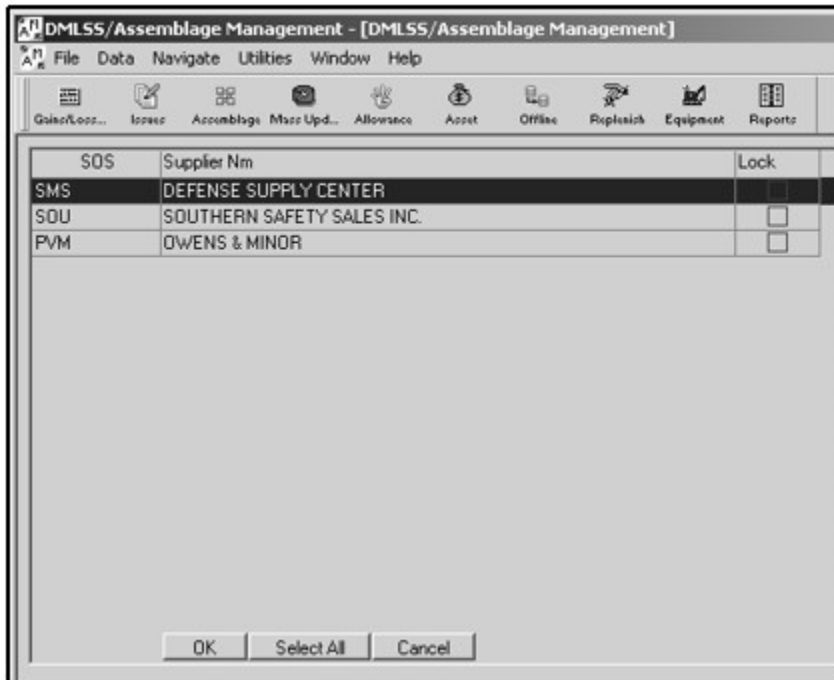 DMLSS/Assemblage Management - [DMLSS/Assemblage Management]
File Data Navigate Utilities Window Help
Gains/Loss... Issues Assemblage Mass Upd... Allowance Asset Offline Replenish Equipment Reports
SOS Supplier Nm Lock
SMS DEFENSE SUPPLY CENTER
SOU SOUTHERN SAFETY SALES INC.
PVM OWENS & MINOR
OK Select All Cancel